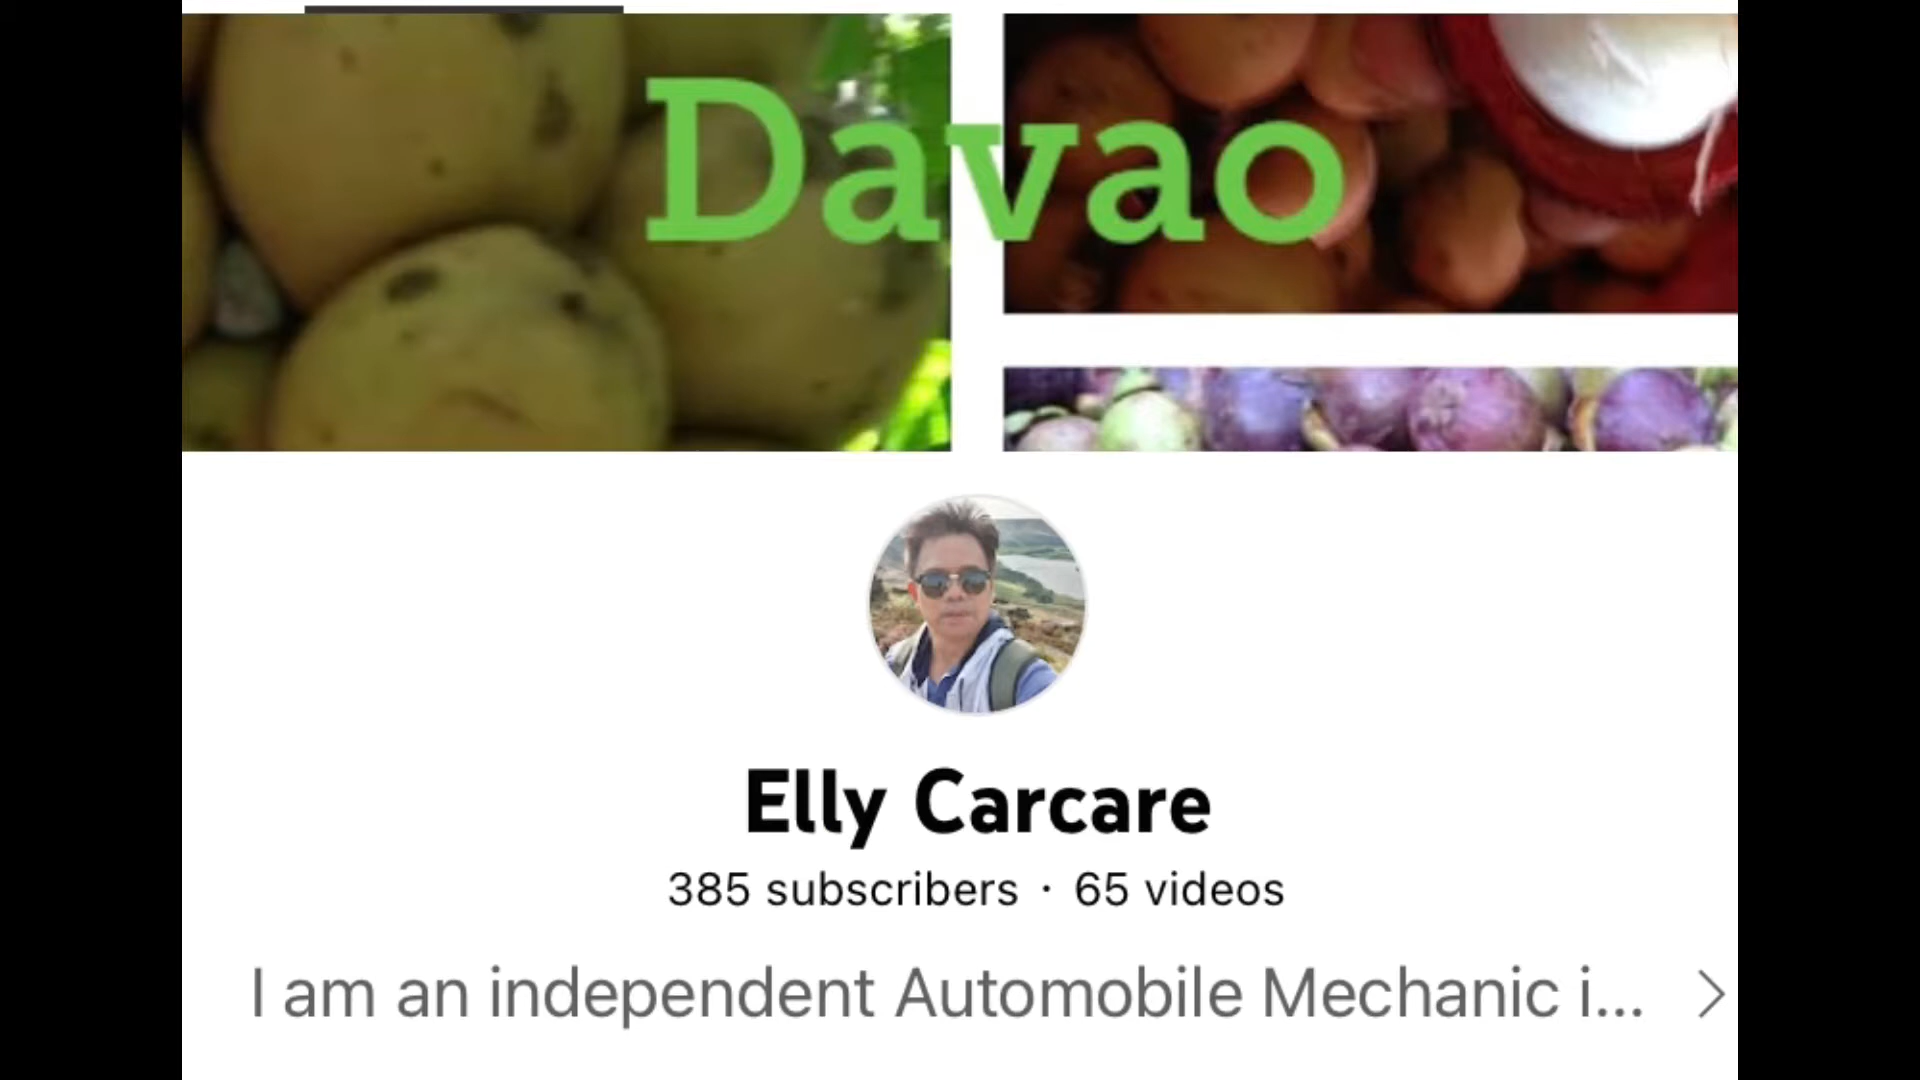 Davao
Elly Carcare
385 subscribers · 65 videos
I am an independent Automobile Mechanic i...